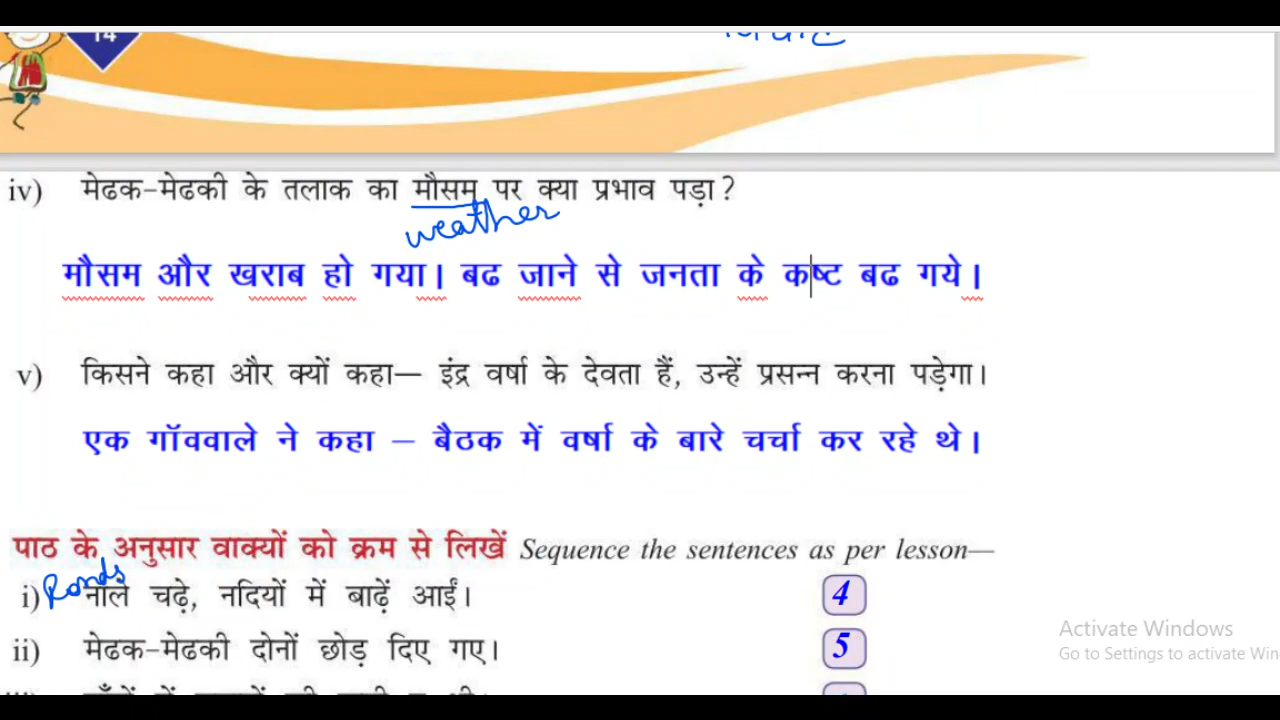 14
iv) मेढक-मेढकी के तलाक का मौसम पर क्या प्रभाव पड़ा?
weather
मौसम और खराब हो गया। बढ जाने से जनता के कष्ट बढ गये।
v) किसने कहा और क्यों कहा— इंद्र वर्षा के देवता हैं, उन्हें प्रसन्न करना पड़ेगा।
एक गॉववाले ने कहा – बैठक में वर्षा के बारे चर्चा कर रहे थे।
पाठ के अनुसार वाक्यों को क्रम से लिखें Sequence the sentences as per lesson—
Ponds
i) नाले चढ़े, नदियों में बाढ़ें आईं। 4
Activate Windows
ii) मेढक-मेढकी दोनों छोड़ दिए गए। 5
Go to Settings to activate Win